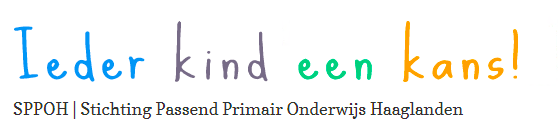 Ieder kind een kans!
SPPOH | Stichting Passend Primair Onderwijs Haaglanden